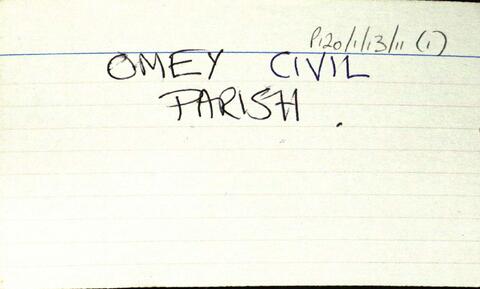 P120/1/13/11 (1)
OMEY CIVIL
PARISH.